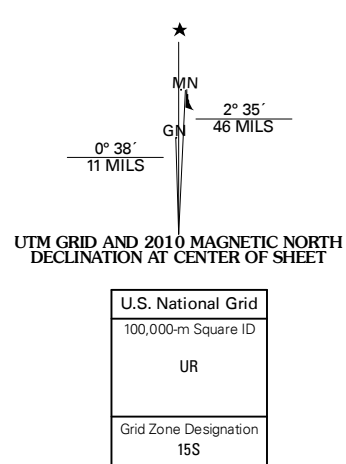 MN
2° 35´
46 MILS
GN
0° 38´
11 MILS
UTM GRID AND 2010 MAGNETIC NORTH
DECLINATION AT CENTER OF SHEET
U.S. National Grid
100,000-m Square ID
UR
Grid Zone Designation
15S